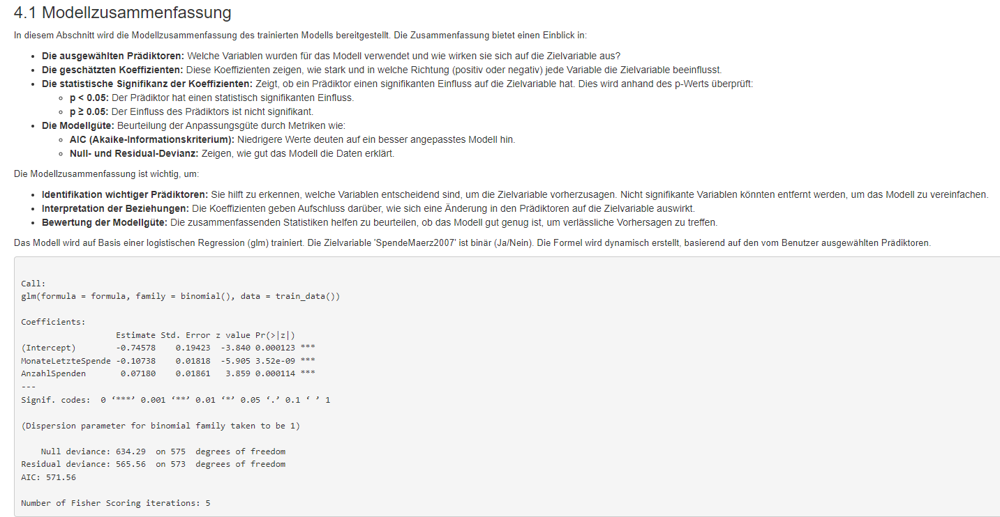 4.1 Modellzusammenfassung
In diesem Abschnitt wird die Modellzusammenfassung des trainierten Modells bereitgestellt. Die Zusammenfassung bietet einen Einblick in:
• Die ausgewählten Prädiktoren: Welche Variablen wurden für das Modell verwendet und wie wirken sie sich auf die Zielvariable aus?
• Die geschätzten Koeffizienten: Diese Koeffizienten zeigen, wie stark und in welche Richtung (positiv oder negativ) jede Variable die Zielvariable beeinflusst.
• Die statistische Signifikanz der Koeffizienten: Zeigt, ob ein Prädiktor einen signifikanten Einfluss auf die Zielvariable hat. Dies wird anhand des p-Werts überprüft:
◦ p < 0.05: Der Prädiktor hat einen statistisch signifikanten Einfluss.
◦ p ≥ 0.05: Der Einfluss des Prädiktors ist nicht signifikant.
• Die Modellgüte: Beurteilung der Anpassungsgüte durch Metriken wie:
◦ AIC (Akaike-Informationskriterium): Niedrigere Werte deuten auf ein besser angepasstes Modell hin.
◦ Null- und Residual-Devianz: Zeigen, wie gut das Modell die Daten erklärt.
Die Modellzusammenfassung ist wichtig, um:
• Identifikation wichtiger Prädiktoren: Sie hilft zu erkennen, welche Variablen entscheidend sind, um die Zielvariable vorherzusagen. Nicht signifikante Variablen könnten entfernt werden, um das Modell zu vereinfachen.
• Interpretation der Beziehungen: Die Koeffizienten geben Aufschluss darüber, wie sich eine Änderung in den Prädiktoren auf die Zielvariable auswirkt.
• Bewertung der Modellgüte: Die zusammenfassenden Statistiken helfen zu beurteilen, ob das Modell gut genug ist, um verlässliche Vorhersagen zu treffen.
Das Modell wird auf Basis einer logistischen Regression (glm) trainiert. Die Zielvariable 'SpendeMaerz2007' ist binär (Ja/Nein). Die Formel wird dynamisch erstellt, basierend auf den vom Benutzer ausgewählten Prädiktoren.
Call:
glm(formula = formula, family = binomial(), data = train_data())
Coefficients:
Estimate Std. Error z value Pr(>|z|)
(Intercept) -0.74578 0.19423 -3.840 0.000123 ***
MonateLetzteSpende -0.10738 0.01818 -5.905 3.52e-09 ***
AnzahlSpenden 0.07180 0.01861 3.859 0.000114 ***
---
Signif. codes: 0 ‘***’ 0.001 ‘**’ 0.01 ‘*’ 0.05 ‘.’ 0.1 ‘ ’ 1
(Dispersion parameter for binomial family taken to be 1)
Null deviance: 634.29 on 575 degrees of freedom
Residual deviance: 565.56 on 573 degrees of freedom
AIC: 571.56
Number of Fisher Scoring iterations: 5